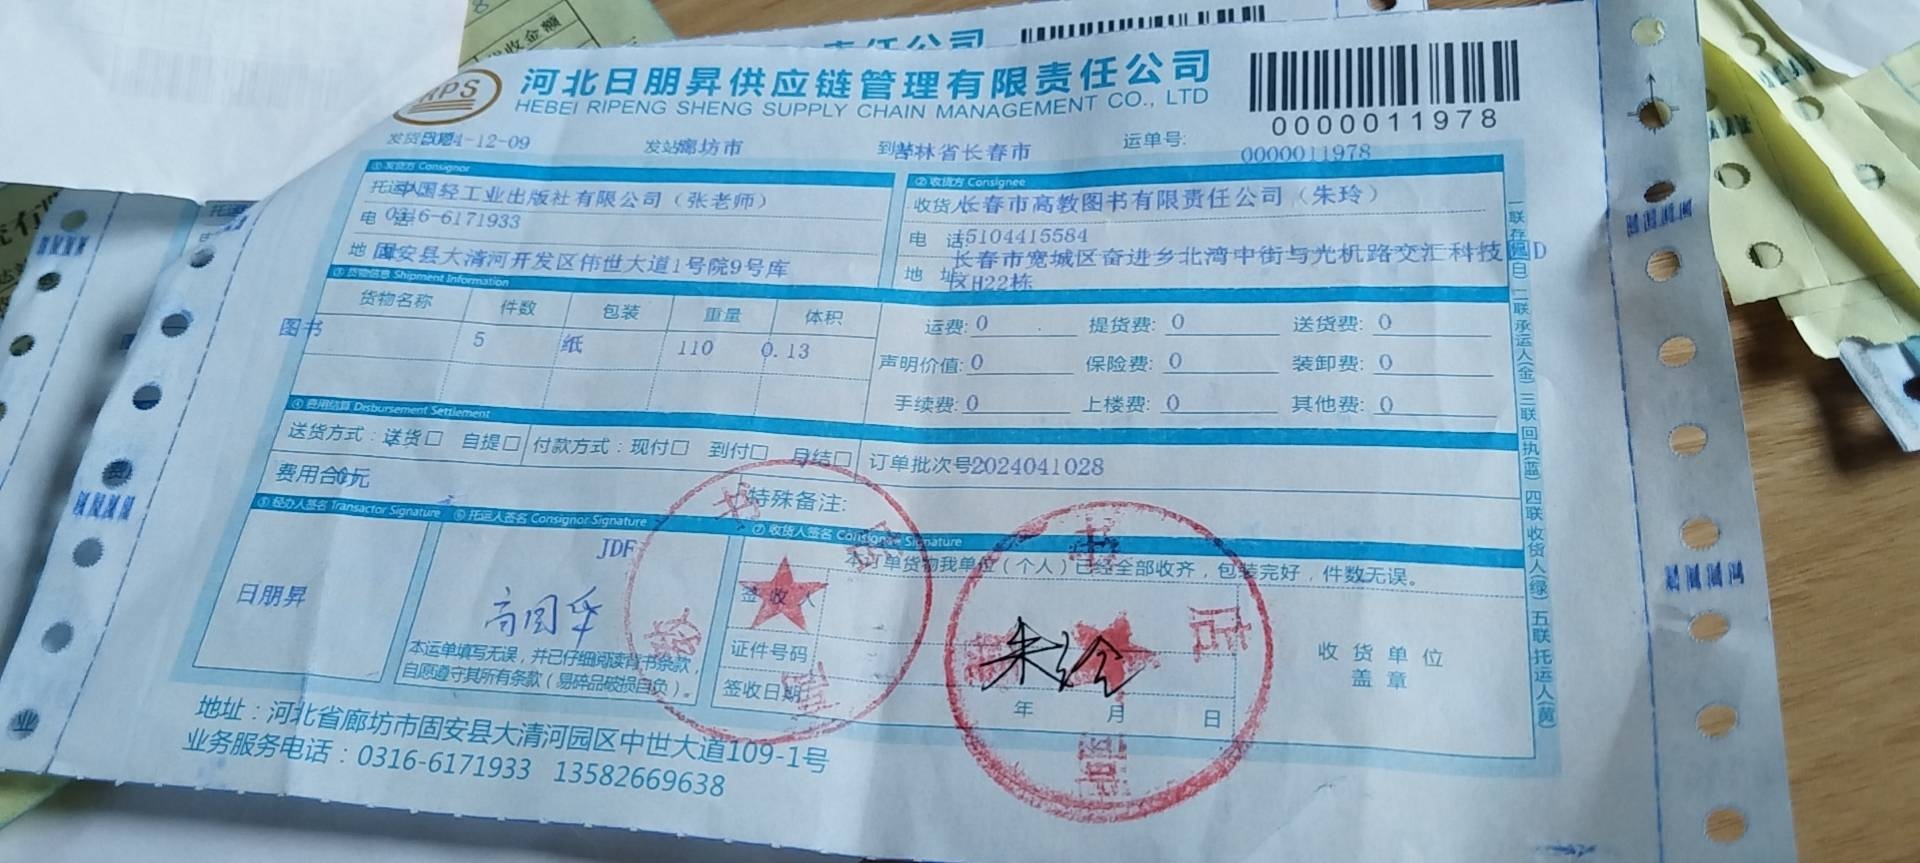 河北日朋昇供应链管理有限责任公司
HEBEI RIPENG SHENG SUPPLY CHAIN MANAGEMENT CO., LTD
0000011978
发货日期 2024-12-09 发站 廊坊市 到站 吉林省长春市 运单号: 0000011978
① 发货方 Consignor
② 收货方 Consignee
托运人 中国轻工业出版社有限公司（张老师）
收货人 长春市高教图书有限责任公司（朱玲）
电话 0316-6171933
电 话 15104415584
地 固安县大清河开发区伟世大道1号院9号库
地 址 长春市宽城区奋进乡北湾中街与光机路交汇科技园D
区H22栋
③ 货物信息 Shipment Information
货物名称 件数 包装 重量 体积
图书 5 纸 110 0.13
运费: 0 提货费: 0 送货费: 0
声明价值: 0 保险费: 0 装卸费: 0
手续费: 0 上楼费: 0 其他费: 0
④ 费用结算 Disbursement Settlement
送货方式：送货□ 自提□ 付款方式：现付□ 到付□ 月结□ 订单批次号 2024041028
费用合 0元
特殊备注:
⑤ 经办人签名 Transactor Signature ⑥ 托运人签名 Consignor Signature ⑦ 收货人签名 Consignee Signature
日朋昇
JDF
本运单填写无误，并已仔细阅读背书条款，
自愿遵守其所有条款（易碎品破损自负）。
本订单货物我单位（个人）已经全部收齐，包装完好，件数无误。
签收人
证件号码
签收日期: 年 月 日
朱玲
收货单位
盖章
一联存根(白) 二联承运人(金) 三联回执(蓝) 四联收货人(绿) 五联托运人(黄)
地址：河北省廊坊市固安县大清河园区中世大道109-1号
业务服务电话：0316-6171933 13582669638